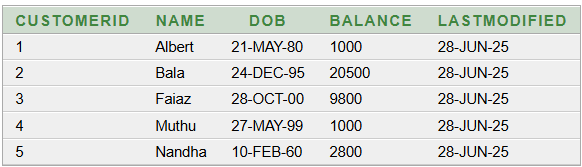 CUSTOMERID NAME DOB BALANCE LASTMODIFIED
1 Albert 21-MAY-80 1000 28-JUN-25
2 Bala 24-DEC-95 20500 28-JUN-25
3 Faiaz 28-OCT-00 9800 28-JUN-25
4 Muthu 27-MAY-99 1000 28-JUN-25
5 Nandha 10-FEB-60 2800 28-JUN-25